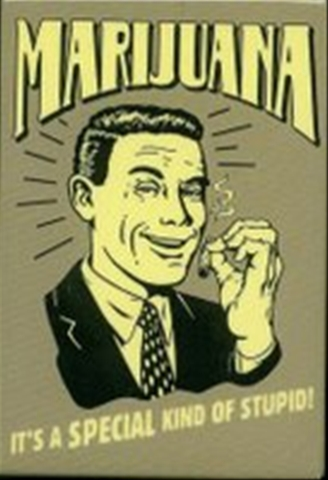 MARIJUANA
IT'S A SPECIAL KIND OF STUPID!